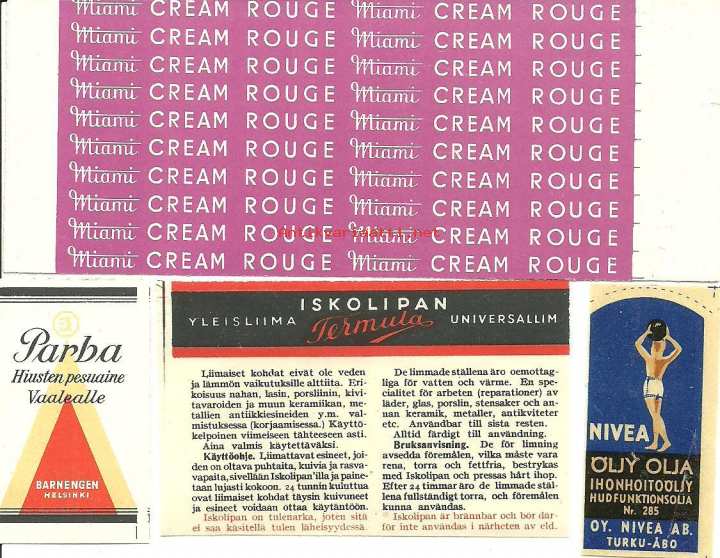 Miami CREAM ROUGE Miami CREAM ROUGE
Miami CREAM ROUGE Miami CREAM ROUGE
Miami CREAM ROUGE Miami CREAM ROUGE
Miami CREAM ROUGE Miami CREAM ROUGE
Miami CREAM ROUGE Miami CREAM ROUGE
Miami CREAM ROUGE Miami CREAM ROUGE
Miami CREAM ROUGE Miami CREAM ROUGE
Miami CREAM ROUGE Miami CREAM ROUGE
antikvariaatti.net
Miami CREAM ROUGE Miami CREAM ROUGE
Miami CREAM ROUGE Miami CREAM ROUGE
Parba
Hiusten pesuaine
Vaalealle
BARNENGEN
HELSINKI
ISKOLIPAN
YLEISLIIMA Termula UNIVERSALLIM
Liimaiset kohdat eivät ole veden
ja lämmön vaikutuksille alttiita. Eri-
koisuus nahan, lasin, porsliinin, kivi-
tavaroiden ja muun keramiikan, me-
tallien antiikkiesineiden y.m. val-
mistuksessa (korjaamisessa.) Käyttö-
kelpoinen viimeiseen tähteeseen asti.
Aina valmis käytettäväksi.
Käyttöohje. Liimattavat esineet, joi-
den on oltava puhtaita, kuivia ja rasva-
vapaita, sivellään Iskolipan'illa ja paine-
taan lujasti kokoon. 24 tunnin kuluttua
ovat liimaiset kohdat täysin kuivuneet
ja esineet voidaan ottaa käytäntöön.
Iskolipan on tulenarka, joten sitä
ei saa käsitellä tulen läheisyydessä.
De limmade ställena äro oemottag-
liga för vatten och värme. En spe-
cialitet för arbeten (reparationer) av
läder, glas, porslin, stensaker och an-
nan keramik, metaller, antikviteter
etc. Användbar till sista resten.
Alltid färdigt till användning.
Bruksanvisning. De för limning
avsedda föremålen, vilka måste vara
rena, torra och fettfria, bestrykas
med Iskolipan och pressas hårt ihop.
Efter 24 timmar äro de limmade stäl-
lena fullständigt torra, och föremålen
kunna användas.
Iskolipan är brännbar och bör där-
för inte användas i närheten av eld.
NIVEA
ÖLJY OLJA
IHONHOITOÖLJY
HUDFUNKTIONSOLJA
Nr. 285
OY. NIVEA AB.
TURKU-ÅBO